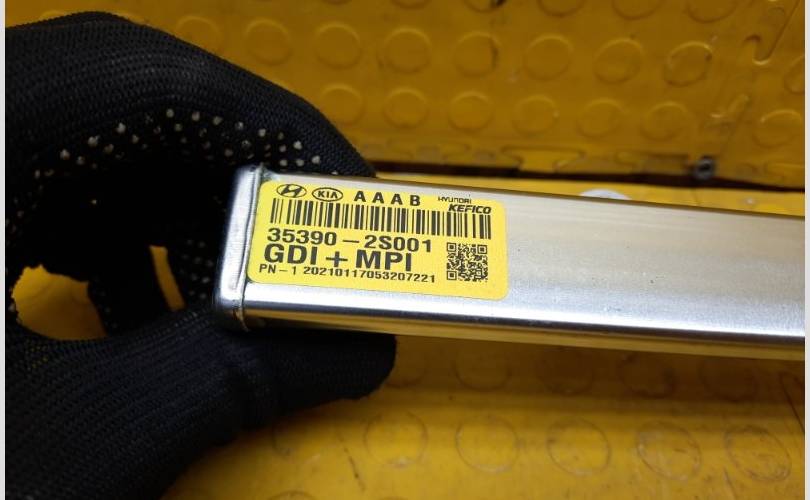 KIA AAAB HYUNDAI
KEFICO
35390-2S001
GDI+MPI
PN-1 20210117053207221